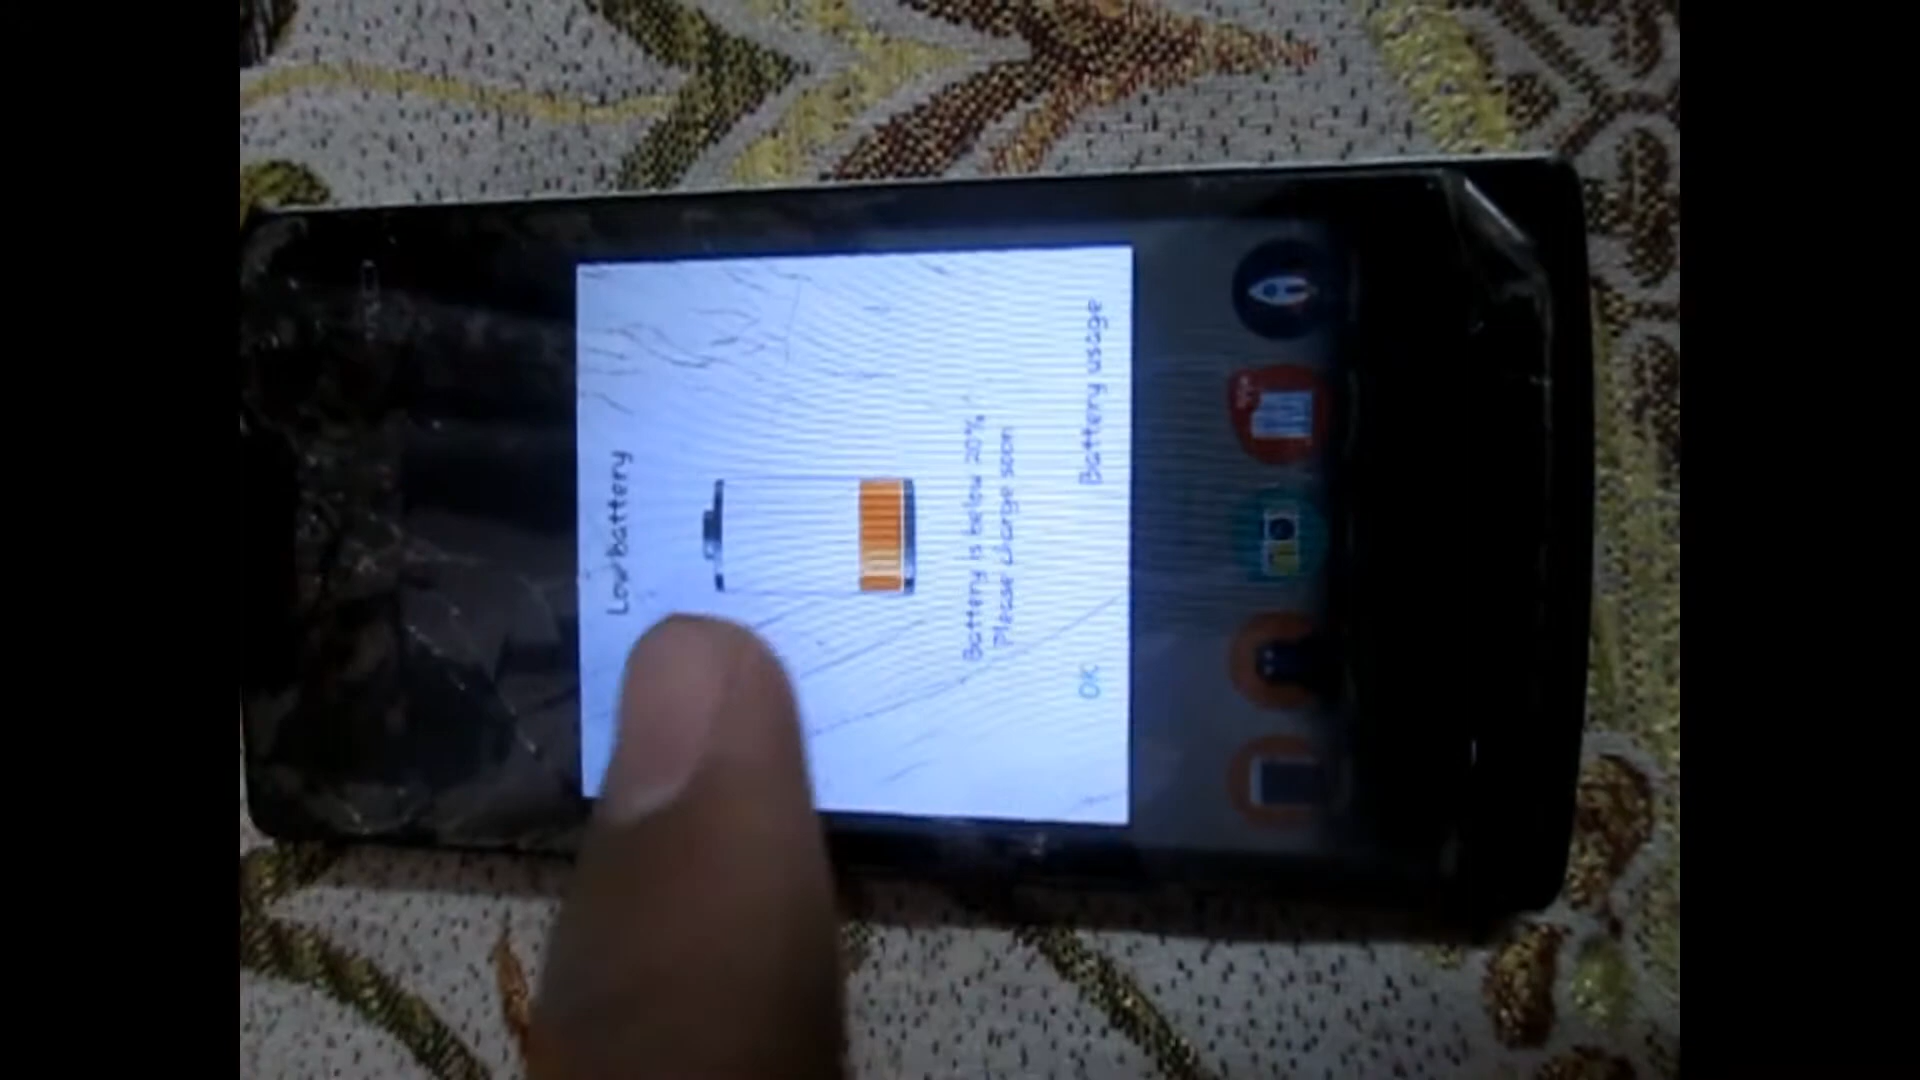 Low battery
Battery is below 20%.
Please charge soon
OK
Battery usage